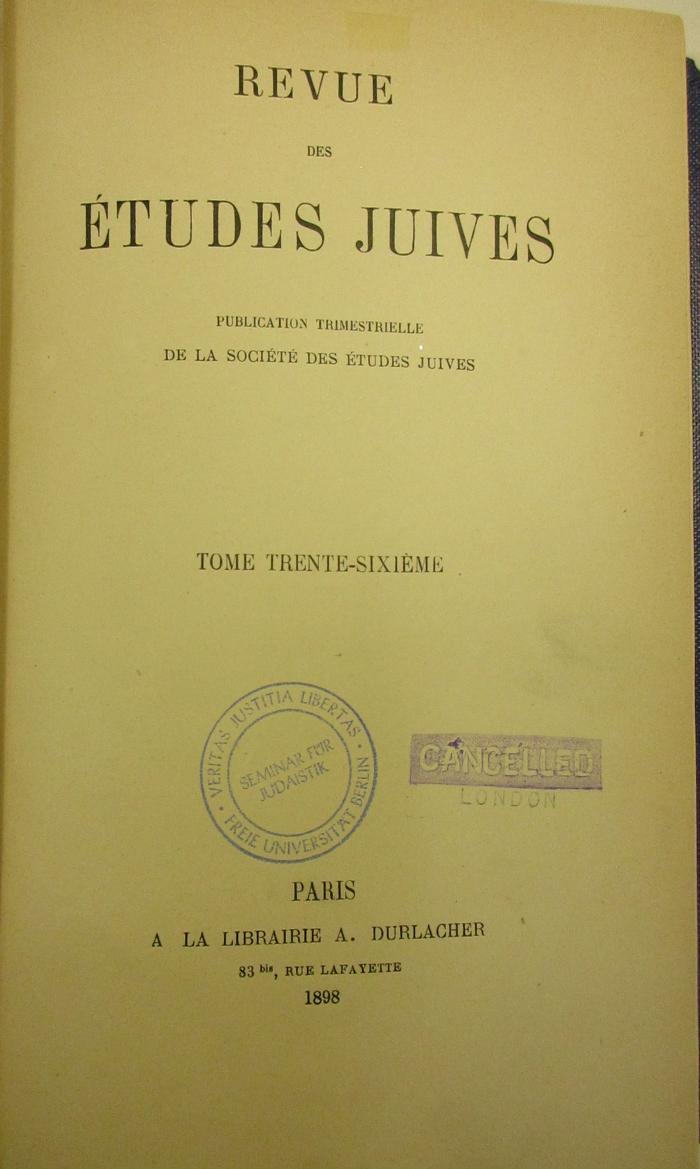 REVUE
DES
ÉTUDES JUIVES
PUBLICATION TRIMESTRIELLE
DE LA SOCIÉTÉ DES ÉTUDES JUIVES
TOME TRENTE-SIXIÈME
VERITAS JUSTITIA LIBERTAS
SEMINAR FÜR
JUDAISTIK
FREIE UNIVERSITÄT BERLIN
CANCELLED
LONDON
PARIS
A LA LIBRAIRIE A. DURLACHER
83 bis, RUE LAFAYETTE
1898